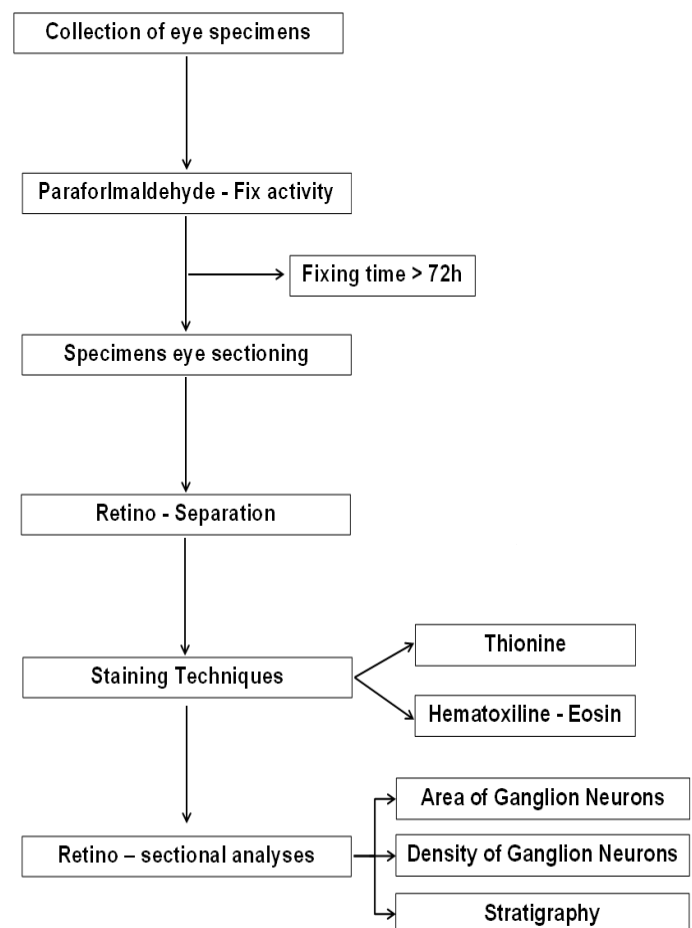 Collection of eye specimens
Paraforlmaldehyde - Fix activity
Fixing time > 72h
Specimens eye sectioning
Retino - Separation
Thionine
Staining Techniques
Hematoxiline - Eosin
Area of Ganglion Neurons
Retino – sectional analyses
Density of Ganglion Neurons
Stratigraphy